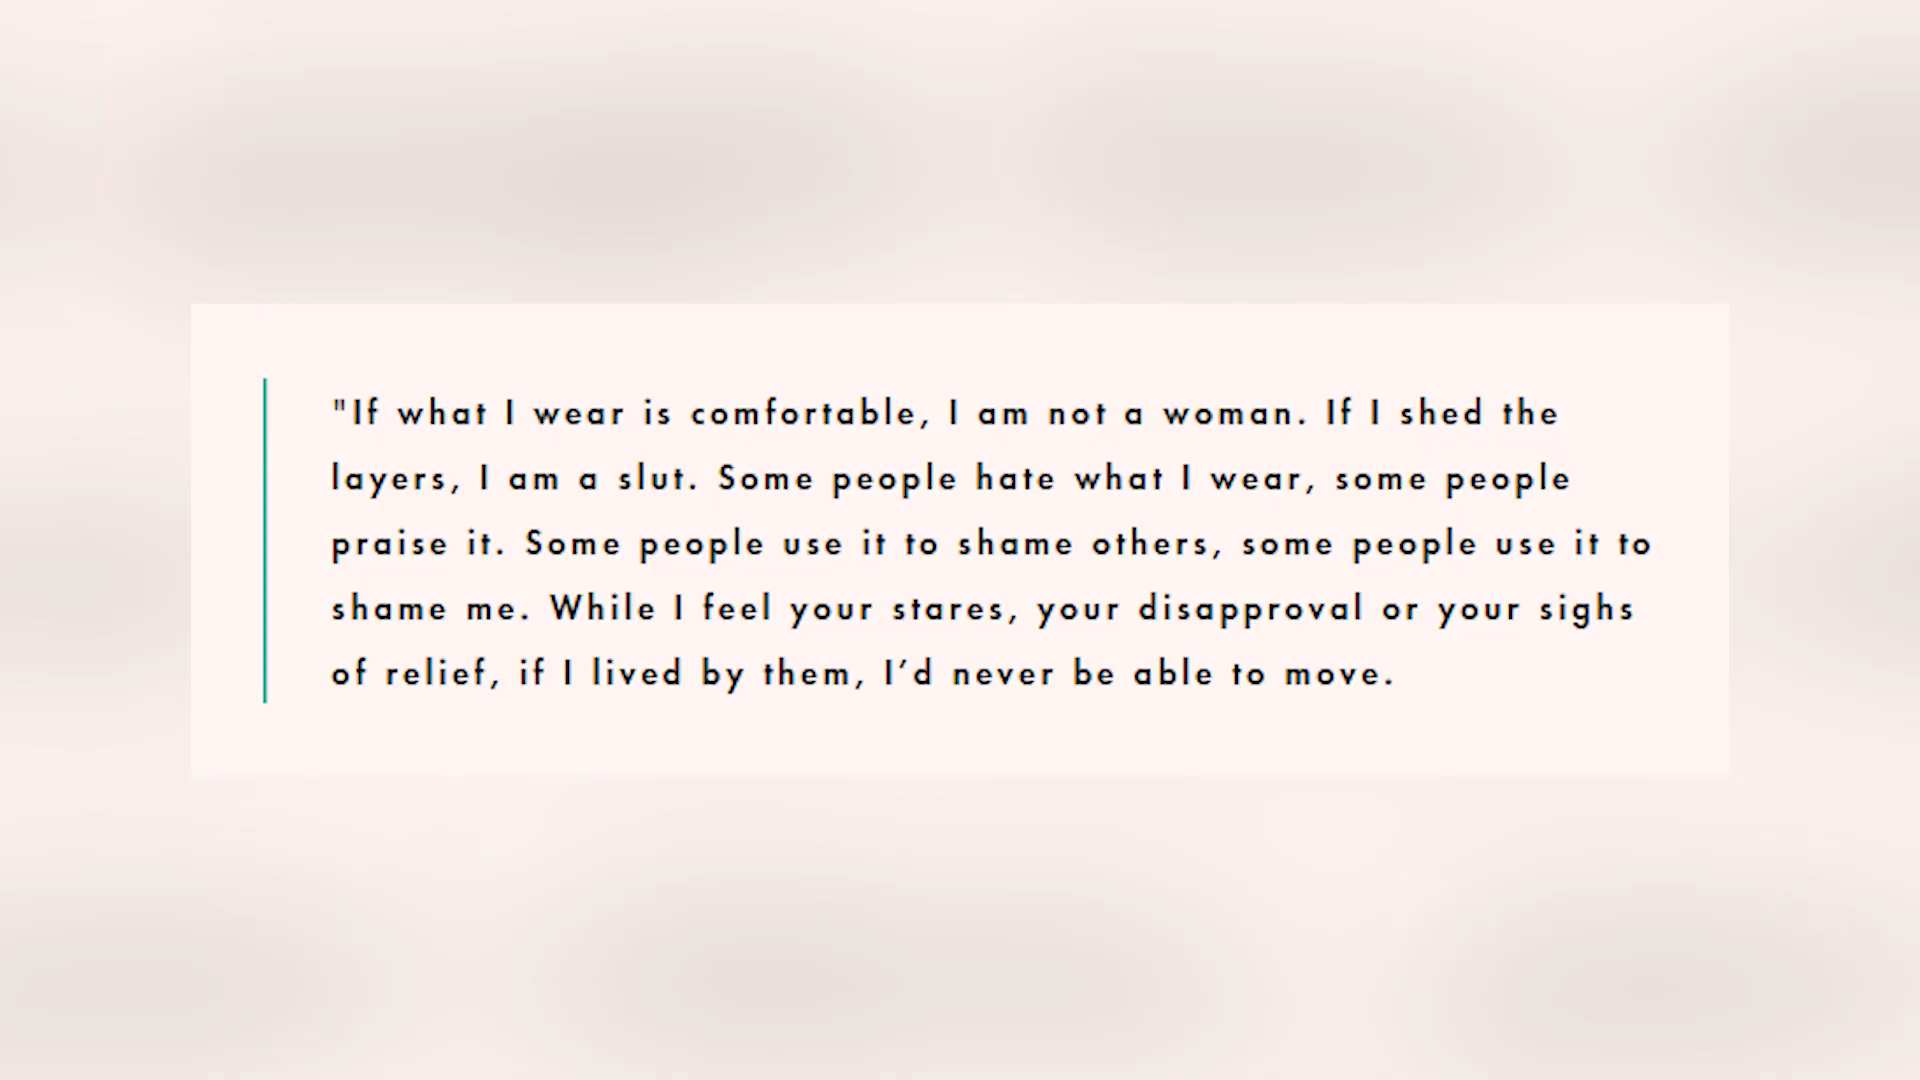 "If what I wear is comfortable, I am not a woman. If I shed the
layers, I am a slut. Some people hate what I wear, some people
praise it. Some people use it to shame others, some people use it to
shame me. While I feel your stares, your disapproval or your sighs
of relief, if I lived by them, I’d never be able to move.